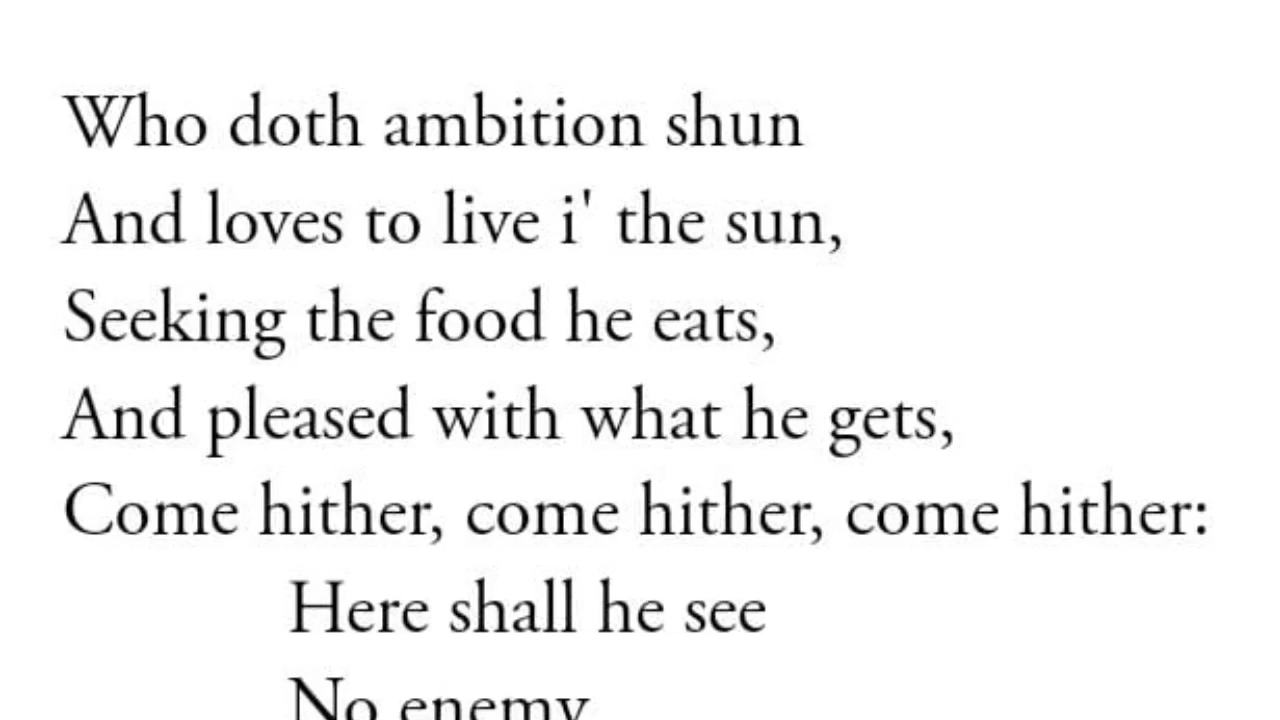 Who doth ambition shun
And loves to live i' the sun,
Seeking the food he eats,
And pleased with what he gets,
Come hither, come hither, come hither:
Here shall he see
No enemy